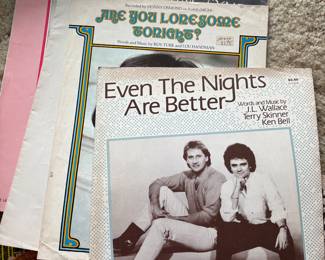 ARE YOU LONESOME
TONIGHT?
Words and Music by ROY TURK and LOU HANDMAN
Even The Nights
Are Better
Words and Music by
J.L. Wallace
Terry Skinner
Ken Bell